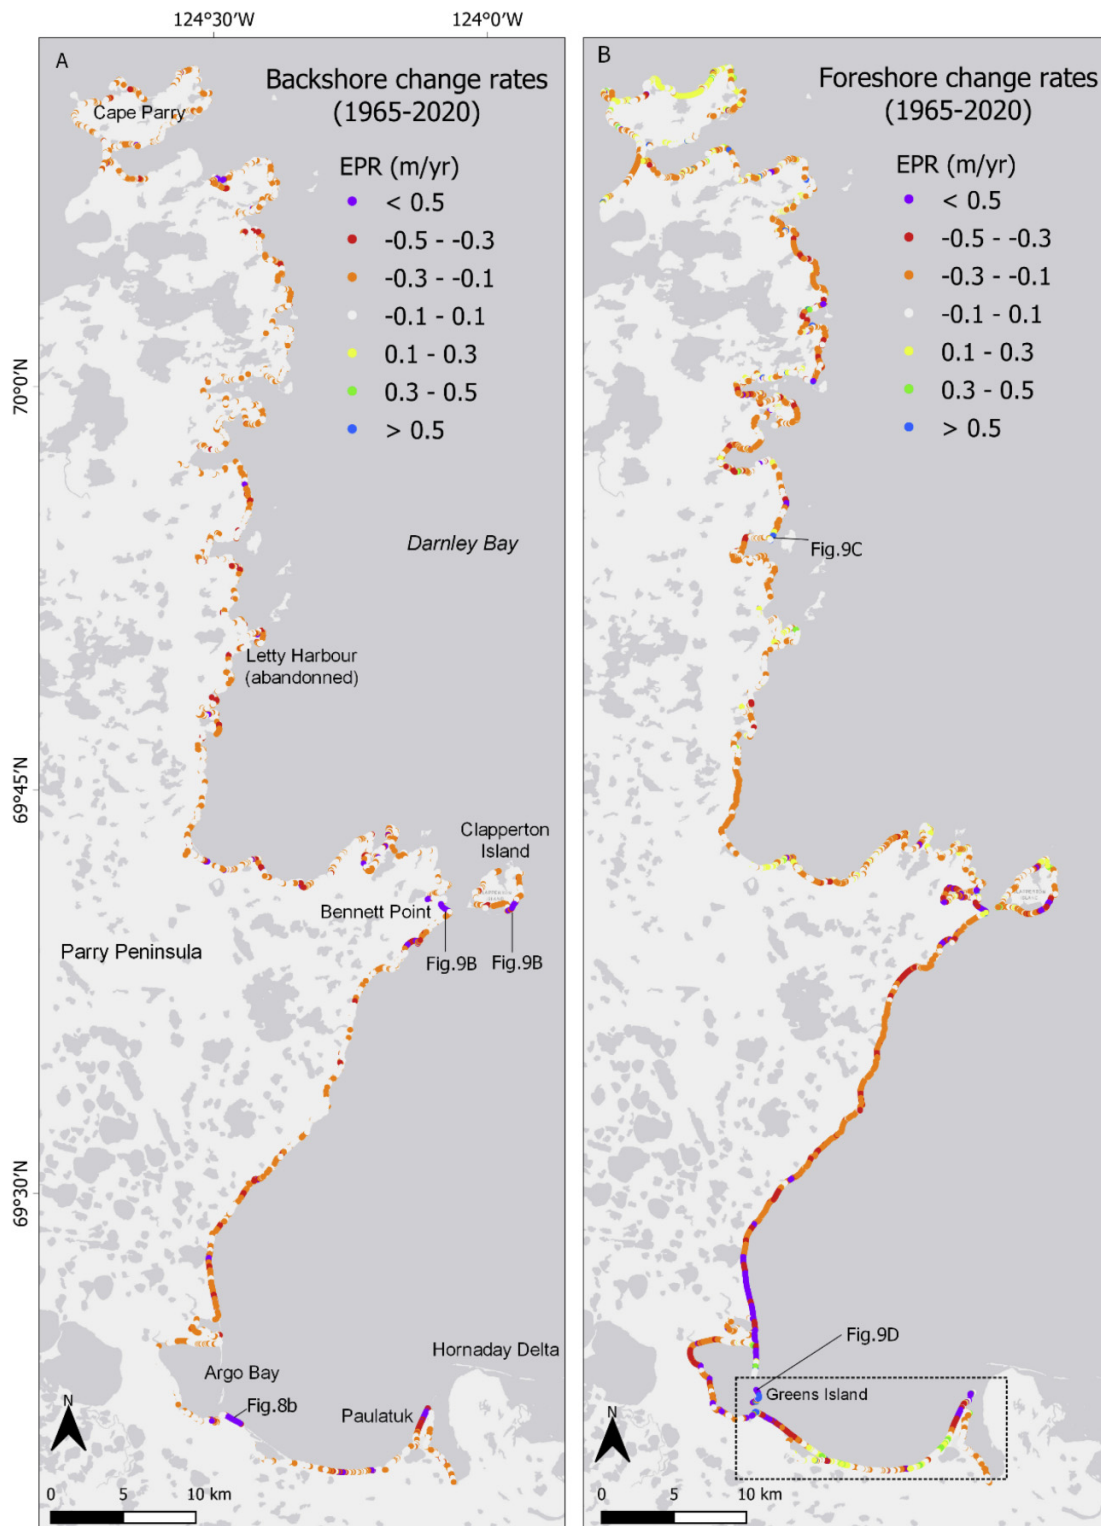 124°30'W
124°0'W
70°0'N
69°45'N
69°30'N
A
Backshore change rates
(1965-2020)
EPR (m/yr)
< 0.5
-0.5 - -0.3
-0.3 - -0.1
-0.1 - 0.1
0.1 - 0.3
0.3 - 0.5
> 0.5
Cape Parry
Darnley Bay
Letty Harbour
(abandonned)
Clapperton
Island
Bennett Point
Fig.9B
Fig.9B
Parry Peninsula
Hornaday Delta
Argo Bay
Fig.8b
Paulatuk
N
0
5
10 km
B
Foreshore change rates
(1965-2020)
EPR (m/yr)
< 0.5
-0.5 - -0.3
-0.3 - -0.1
-0.1 - 0.1
0.1 - 0.3
0.3 - 0.5
> 0.5
Fig.9C
Fig.9D
Greens Island
N
0
5
10 km